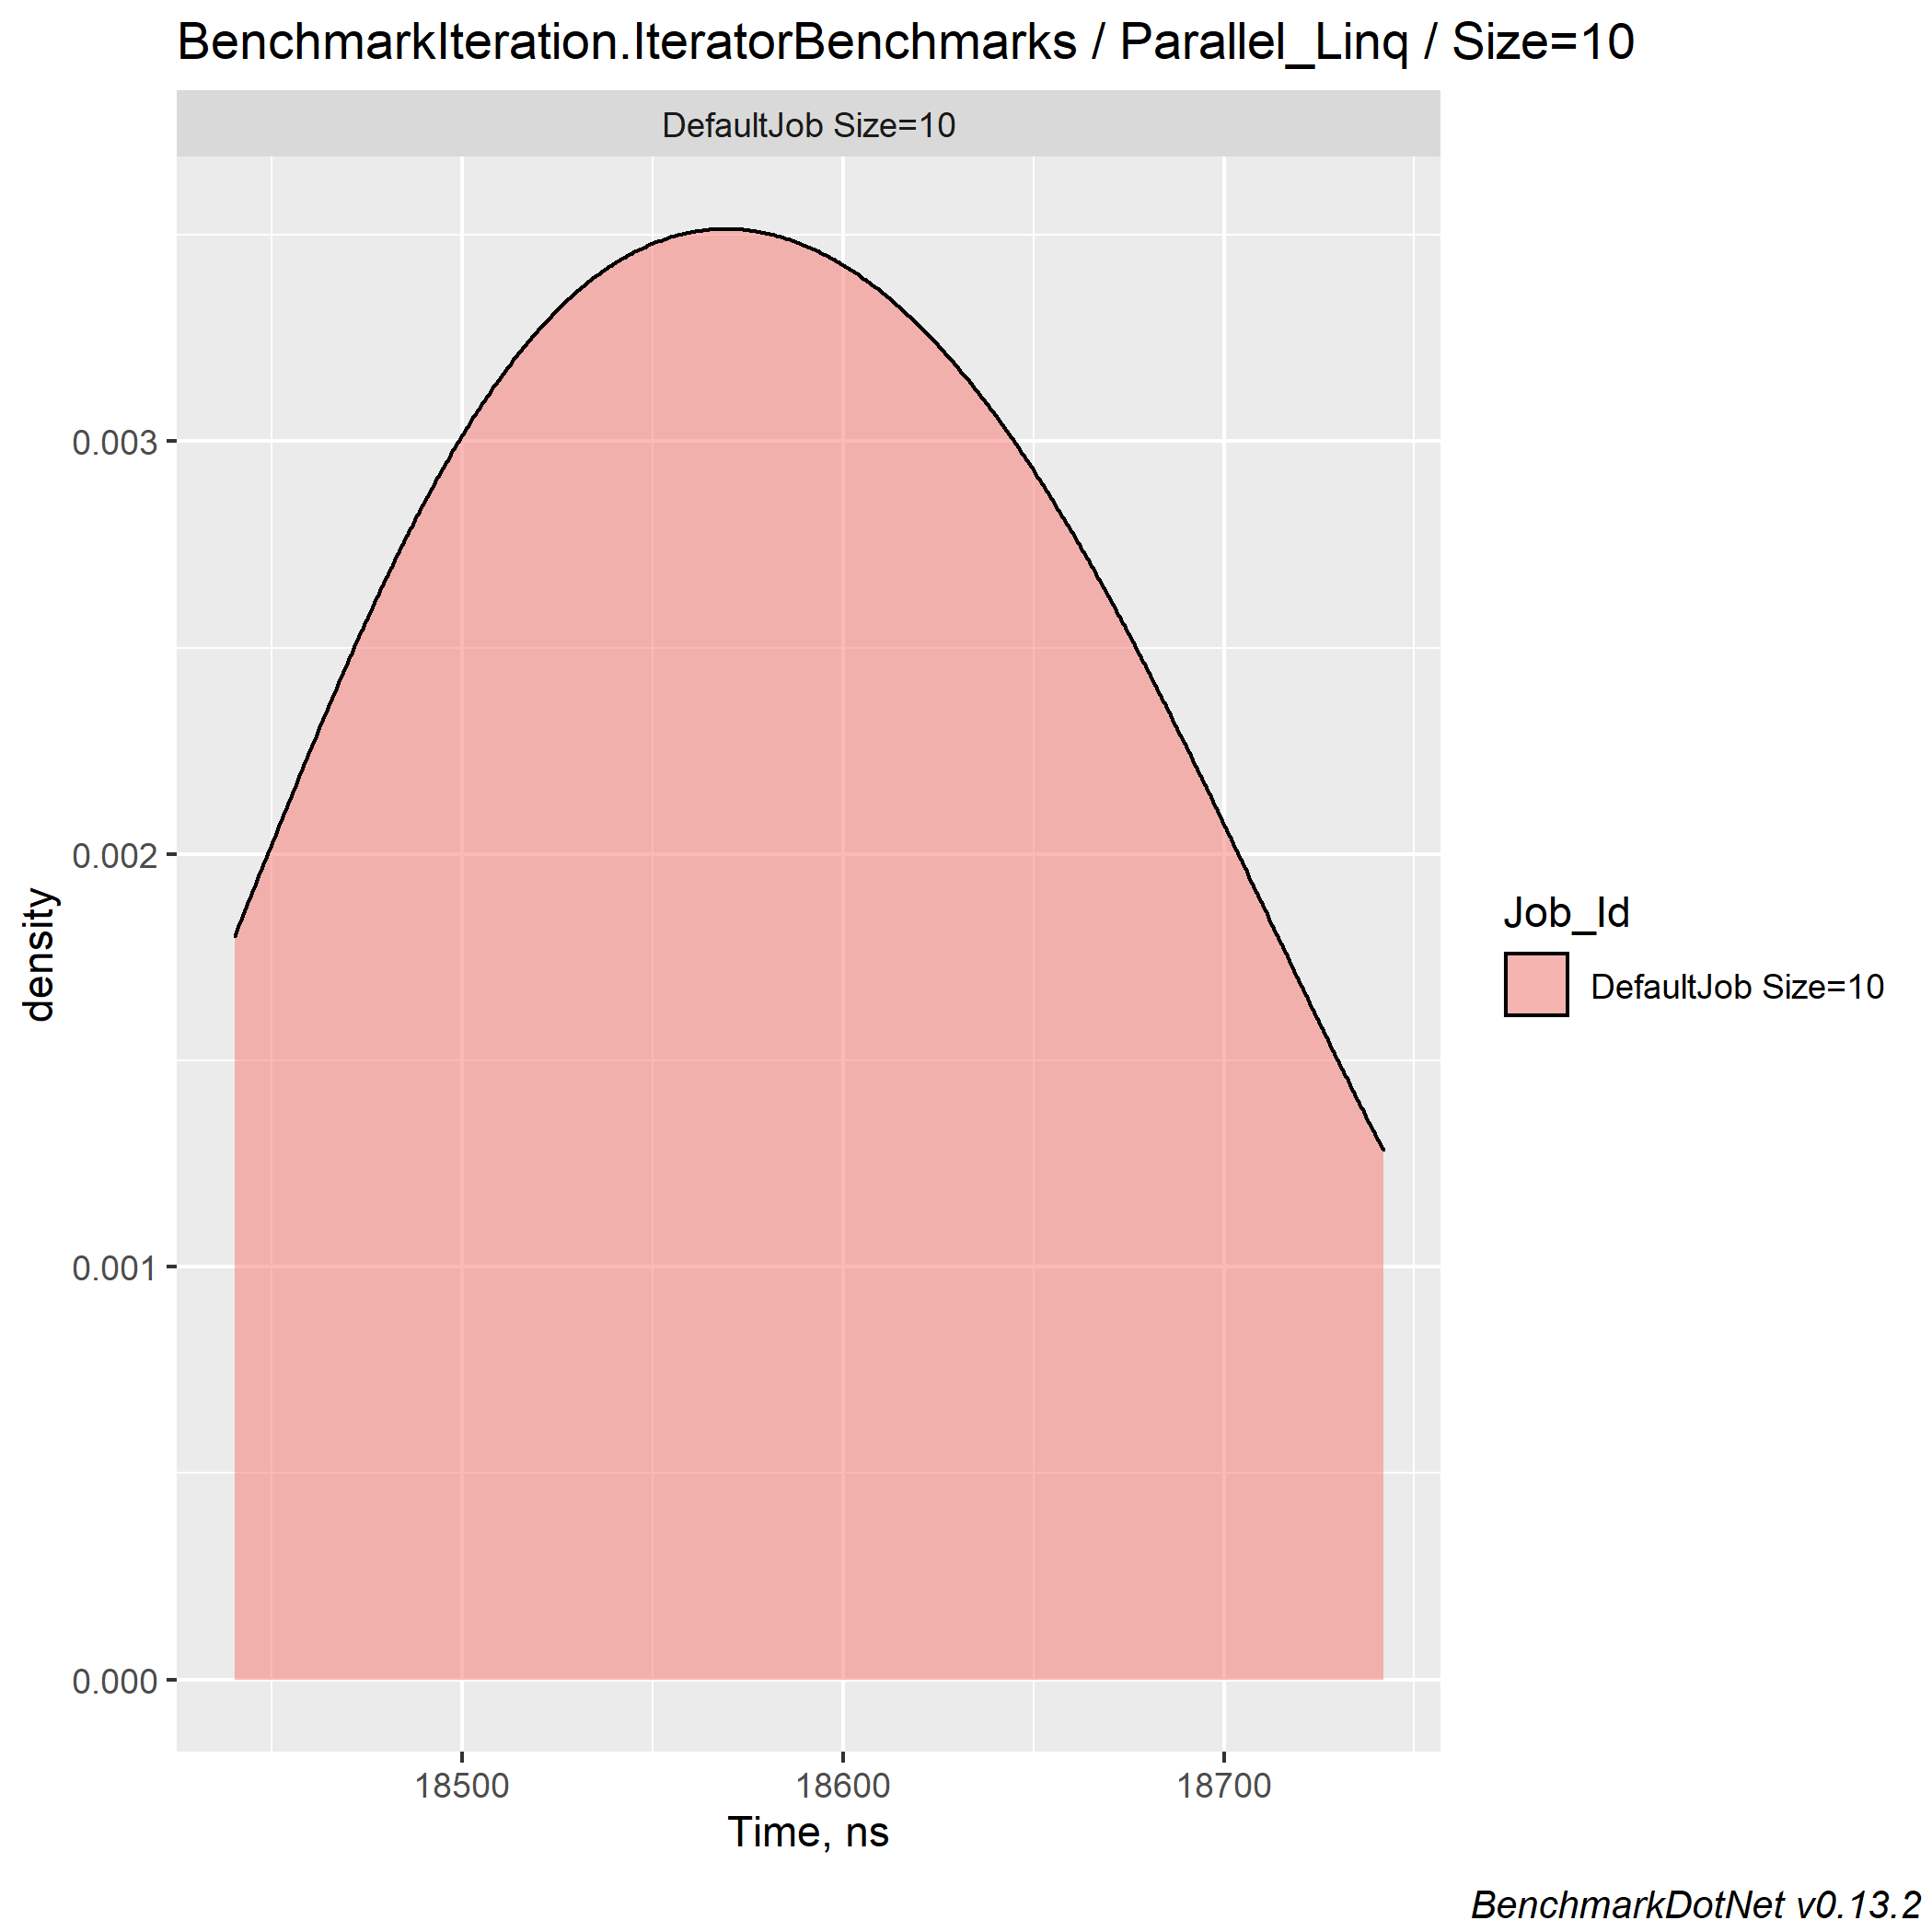 BenchmarkIteration.IteratorBenchmarks / Parallel_Linq / Size=10
DefaultJob Size=10
0.003
0.002
0.001
0.000
density
18500 18600 18700
Time, ns
Job_Id
DefaultJob Size=10
BenchmarkDotNet v0.13.2